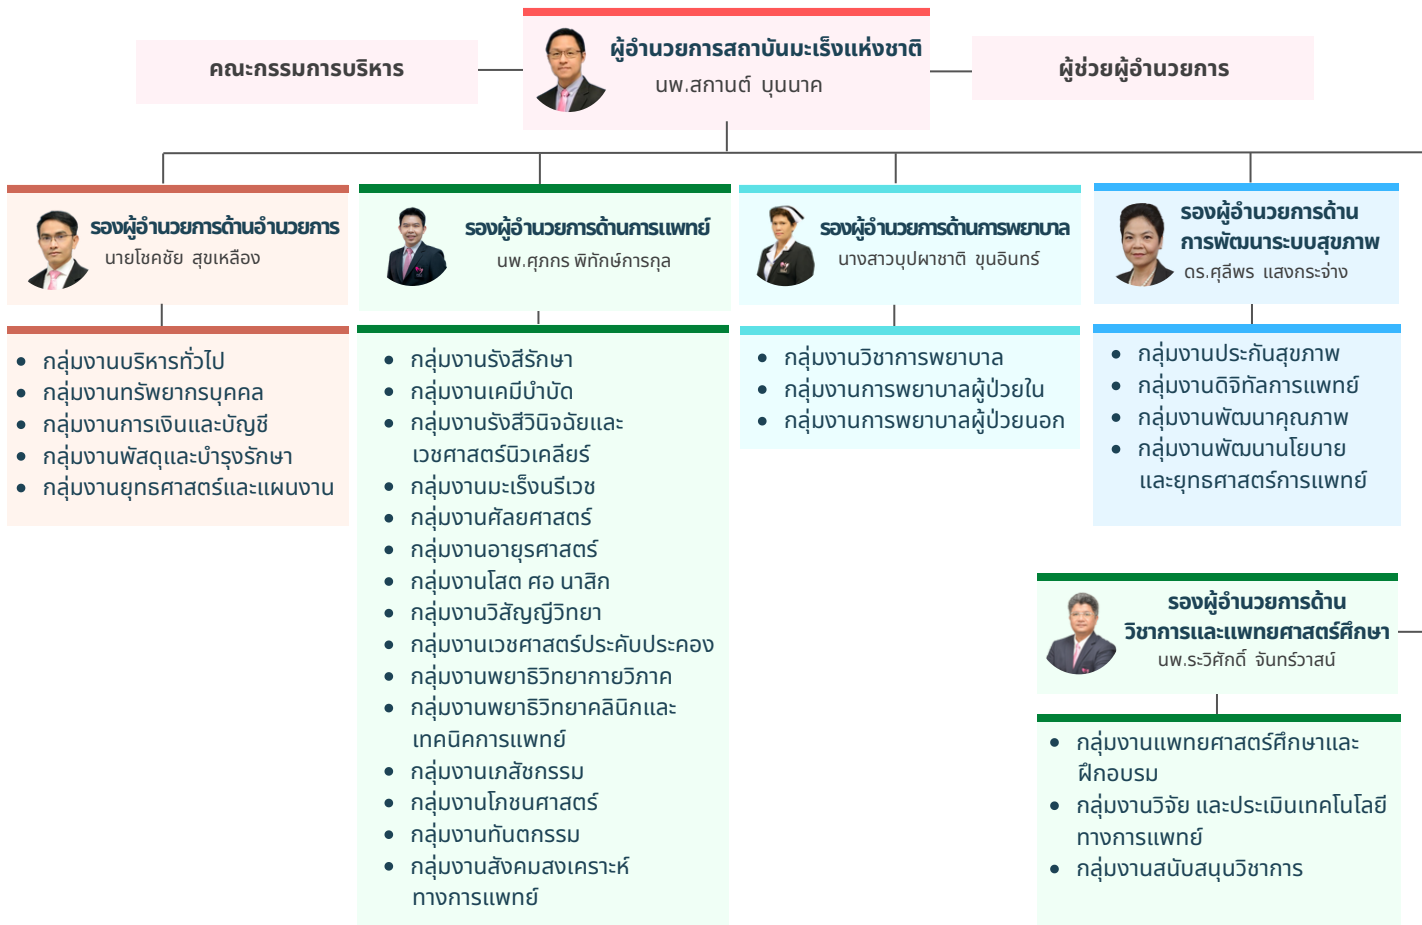 ผู้อำนวยการสถาบันมะเร็งแห่งชาติ
นพ.สกานต์ บุนนาค
คณะกรรมการบริหาร
ผู้ช่วยผู้อำนวยการ
รองผู้อำนวยการด้านอำนวยการ
นายโชคชัย สุขเหลือง
กลุ่มงานบริหารทั่วไป
กลุ่มงานทรัพยากรบุคคล
กลุ่มงานการเงินและบัญชี
กลุ่มงานพัสดุและบำรุงรักษา
กลุ่มงานยุทธศาสตร์และแผนงาน
รองผู้อำนวยการด้านการแพทย์
นพ.ศุภกร พิทักษ์การกุล
กลุ่มงานรังสีรักษา
กลุ่มงานเคมีบำบัด
กลุ่มงานรังสีวินิจฉัยและ
เวชศาสตร์นิวเคลียร์
กลุ่มงานมะเร็งนรีเวช
กลุ่มงานศัลยศาสตร์
กลุ่มงานอายุรศาสตร์
กลุ่มงานโสต ศอ นาสิก
กลุ่มงานวิสัญญีวิทยา
กลุ่มงานเวชศาสตร์ประคับประคอง
กลุ่มงานพยาธิวิทยากายวิภาค
กลุ่มงานพยาธิวิทยาคลินิกและ
เทคนิคการแพทย์
กลุ่มงานเภสัชกรรม
กลุ่มงานโภชนศาสตร์
กลุ่มงานทันตกรรม
กลุ่มงานสังคมสงเคราะห์
ทางการแพทย์
รองผู้อำนวยการด้านการพยาบาล
นางสาวบุปผาชาติ ขุนอินทร์
กลุ่มงานวิชาการพยาบาล
กลุ่มงานการพยาบาลผู้ป่วยใน
กลุ่มงานการพยาบาลผู้ป่วยนอก
รองผู้อำนวยการด้าน
การพัฒนาระบบสุขภาพ
ดร.ศุลีพร แสงกระจ่าง
กลุ่มงานประกันสุขภาพ
กลุ่มงานดิจิทัลการแพทย์
กลุ่มงานพัฒนาคุณภาพ
กลุ่มงานพัฒนานโยบาย
และยุทธศาสตร์การแพทย์
รองผู้อำนวยการด้าน
วิชาการและแพทยศาสตร์ศึกษา
นพ.ระวิศักดิ์ จันทร์วาสน์
กลุ่มงานแพทยศาสตร์ศึกษาและ
ฝึกอบรม
กลุ่มงานวิจัย และประเมินเทคโนโลยี
ทางการแพทย์
กลุ่มงานสนับสนุนวิชาการ